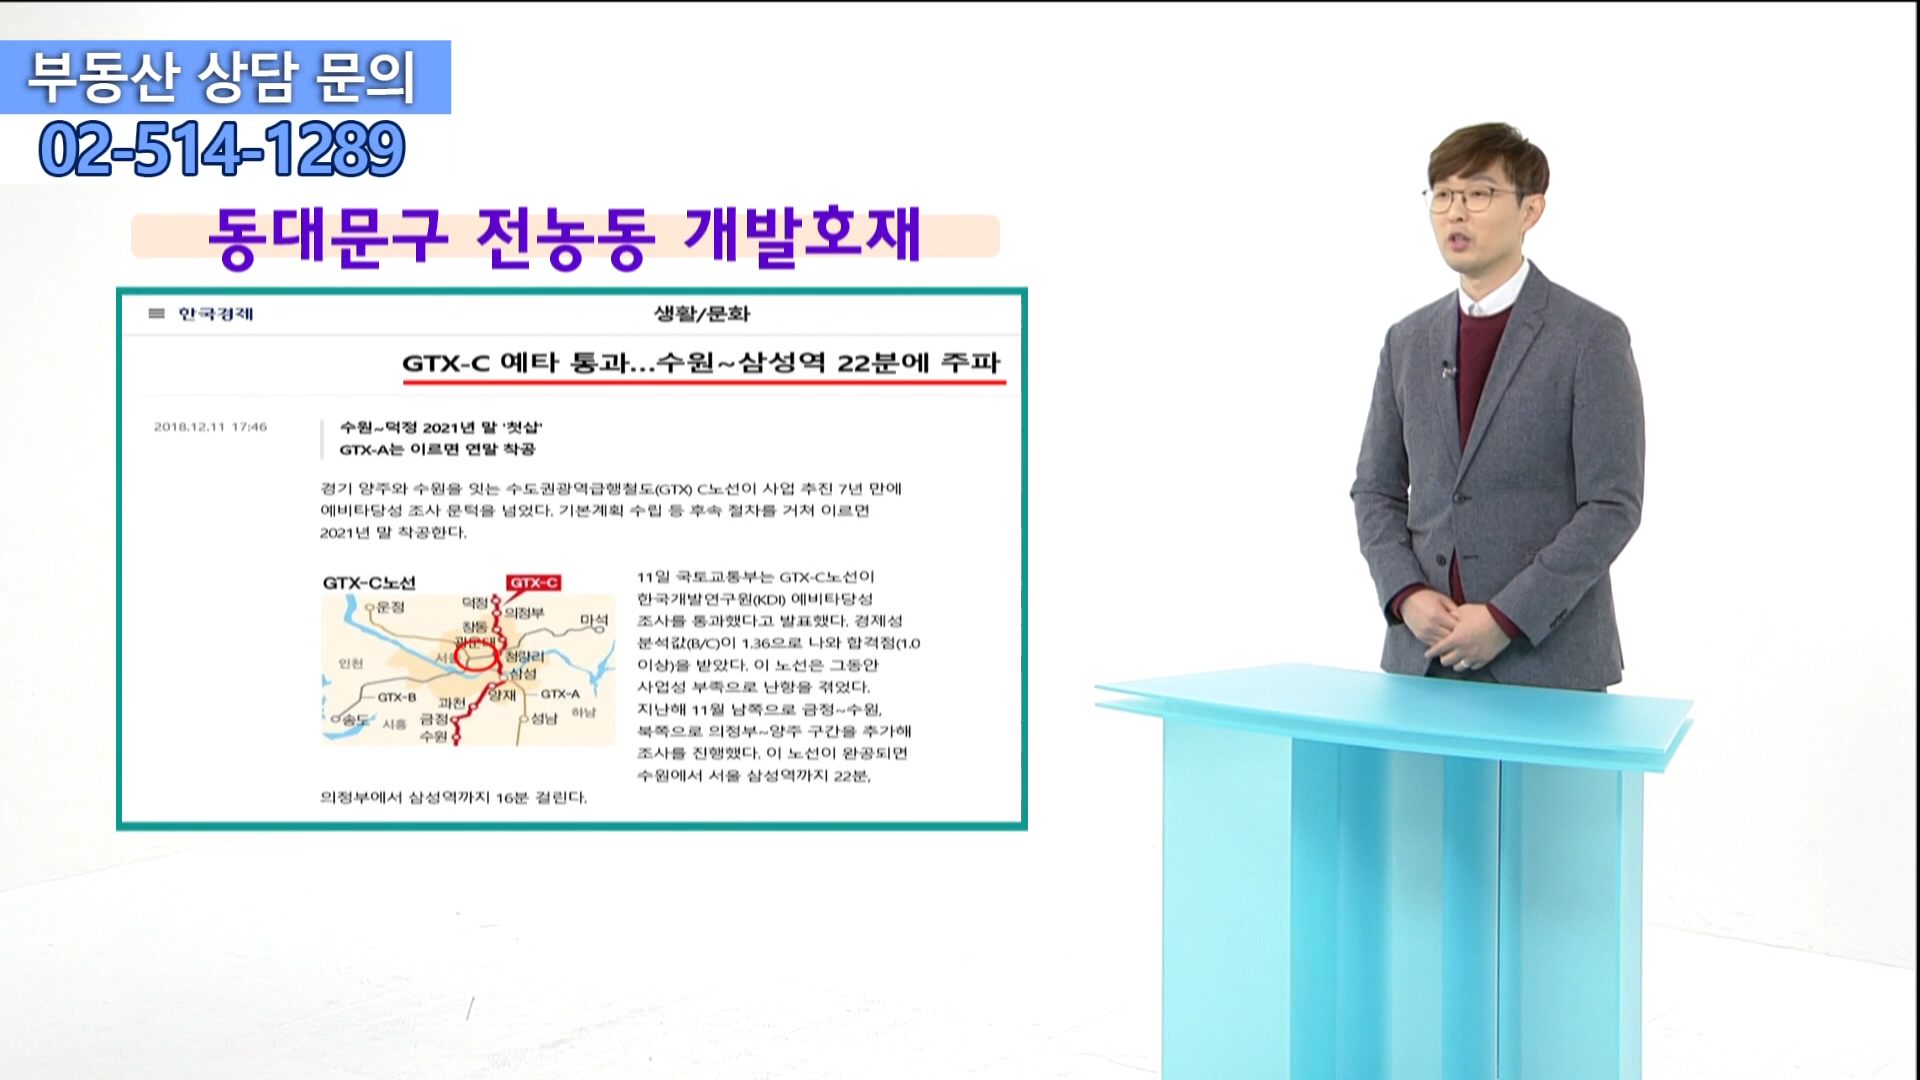 부동산 상담 문의
02-514-1289
동대문구 전농동 개발호재
한국경제
생활/문화
GTX-C 예타 통과...수원~삼성역 22분에 주파
2018.12.11 17:46
수원~덕정 2021년 말 '첫삽'
GTX-A는 이르면 연말 착공
경기 양주와 수원을 잇는 수도권광역급행철도(GTX) C노선이 사업 추진 7년 만에
예비타당성 조사 문턱을 넘었다. 기본계획 수립 등 후속 절차를 거쳐 이르면
2021년 말 착공한다.
GTX-C노선
GTX-C
운정
덕정
의정부
창동
마석
광운대
서울
청량리
인천
삼성
GTX-B
과천
양재
GTX-A
하남
송도
시흥
금정
성남
수원
11일 국토교통부는 GTX-C노선이
한국개발연구원(KDI) 예비타당성
조사를 통과했다고 발표했다. 경제성
분석값(B/C)이 1.36으로 나와 합격점(1.0
이상)을 받았다. 이 노선은 그동안
사업성 부족으로 난항을 겪었다.
지난해 11월 남쪽으로 금정~수원,
북쪽으로 의정부~양주 구간을 추가해
조사를 진행했다. 이 노선이 완공되면
수원에서 서울 삼성역까지 22분,
의정부에서 삼성역까지 16분 걸린다.